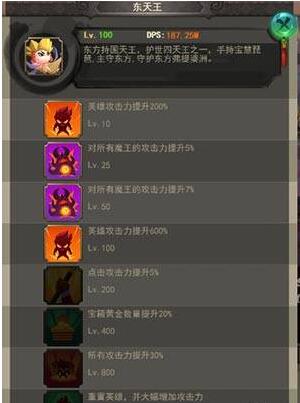 东天王
Lv.100 DPS:187.25M
东方持国天王，护世四天王之一，手持宝慧琵
琶，主守东方，守护东方弗提婆洲。
英雄攻击力提升200%
Lv.10
对所有魔王的攻击力提升5%
Lv.25
对所有魔王的攻击力提升7%
Lv.50
英雄攻击力提升600%
Lv.100
点击攻击力提升5%
Lv.200
宝箱黄金数量提升20%
Lv.400
所有攻击力提升30%
Lv.800
重置英雄，并大幅增加攻击力